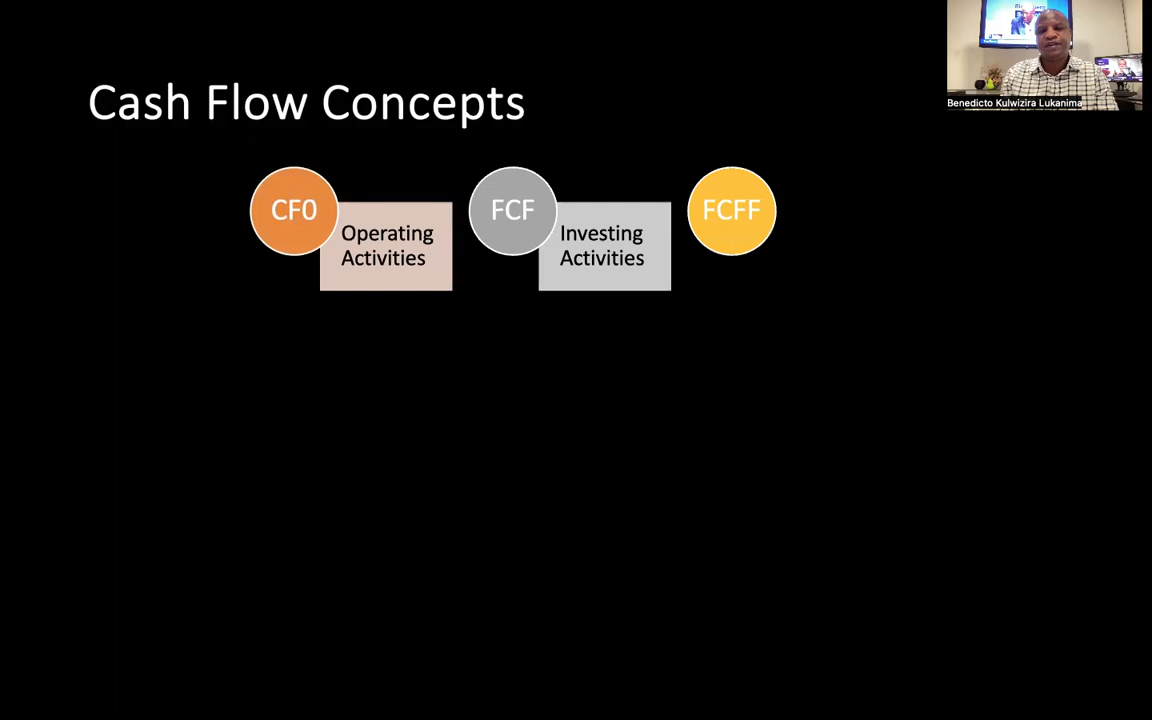 Cash Flow Concepts
CF0
Operating
Activities
FCF
Investing
Activities
FCFF
Benedicto Kulwizira Lukanima